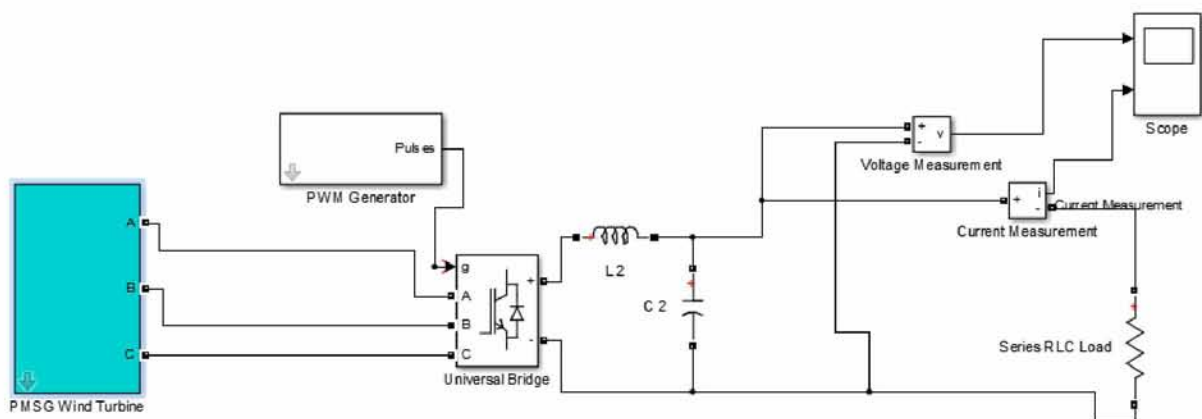 Scope
+
-
v
Voltage Measurement
Pulses
PWM Generator
+
i
-
Current Measurement
Current Measurement
A
B
C
PMSG Wind Turbine
g
A
B
C
+
-
Universal Bridge
+
L2
+
C 2
+
Series RLC Load